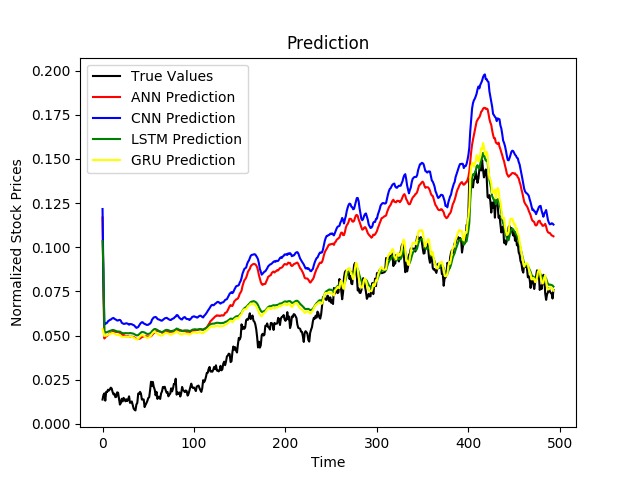 Prediction
0.200
0.175
0.150
0.125
0.100
0.075
0.050
0.025
0.000
Normalized Stock Prices
True Values
ANN Prediction
CNN Prediction
LSTM Prediction
GRU Prediction
0 100 200 300 400 500
Time